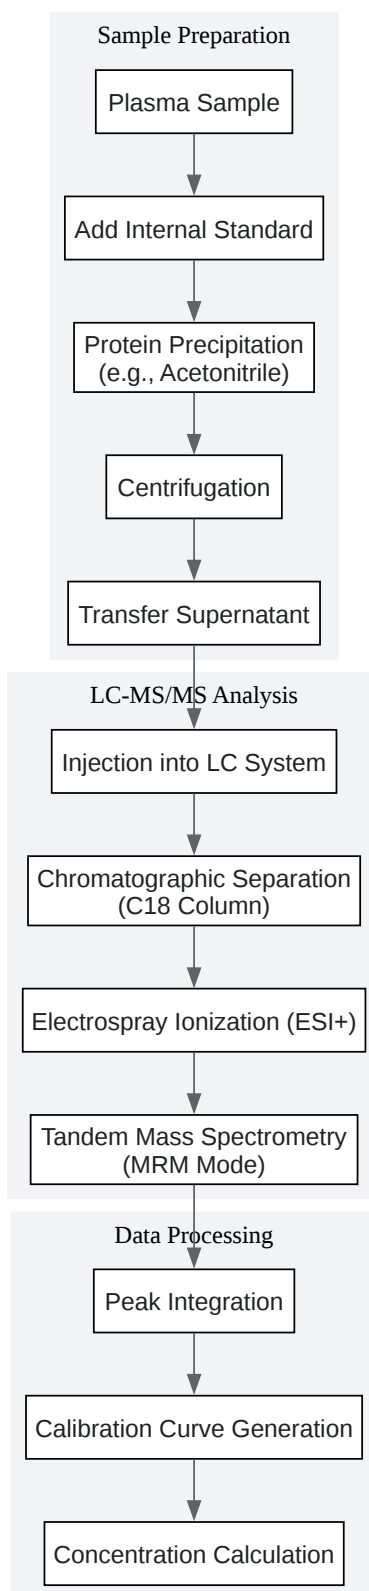 Sample Preparation
Plasma Sample
Add Internal Standard
Protein Precipitation
(e.g., Acetonitrile)
Centrifugation
Transfer Supernatant
LC-MS/MS Analysis
Injection into LC System
Chromatographic Separation
(C18 Column)
Electrospray Ionization (ESI+)
Tandem Mass Spectrometry
(MRM Mode)
Data Processing
Peak Integration
Calibration Curve Generation
Concentration Calculation